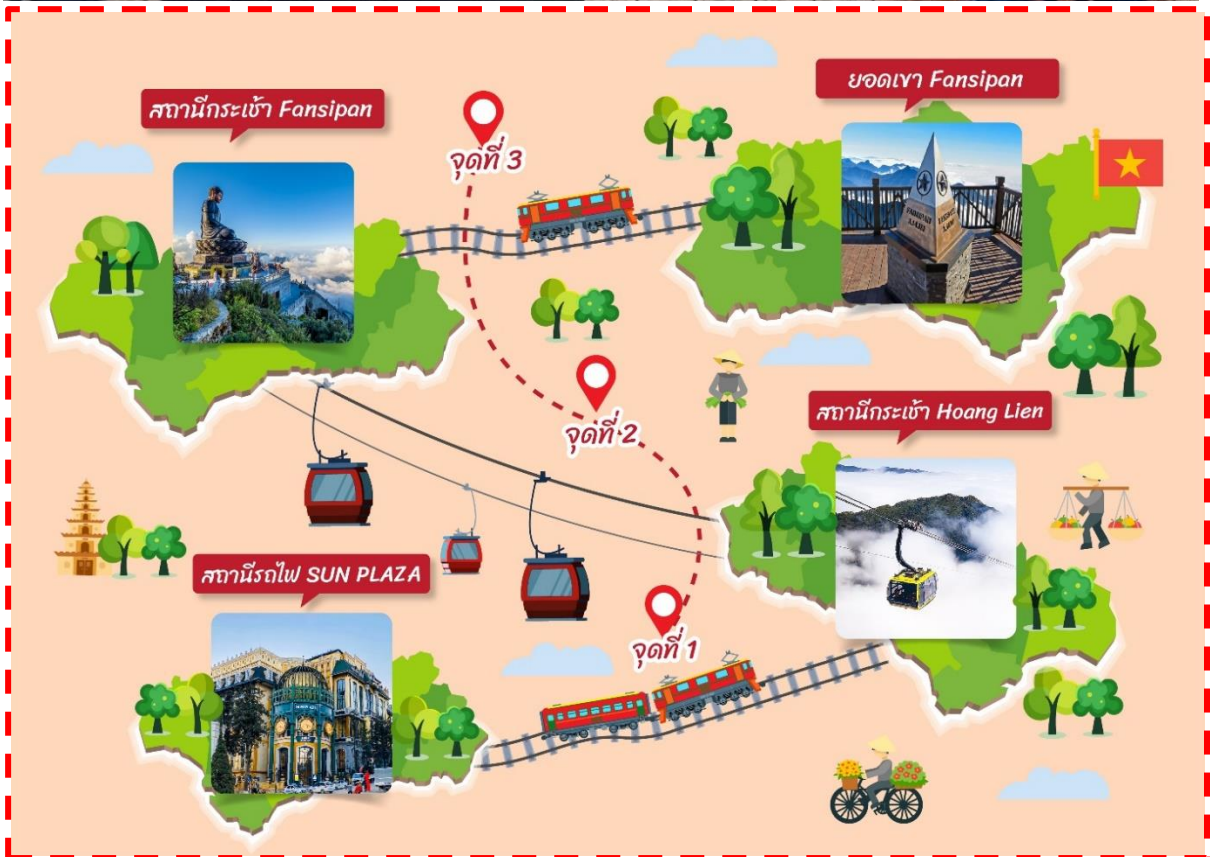 สถานีกระเช้า Fansipan
ยอดเขา Fansipan
จุดที่ 3
จุดที่ 2
สถานีกระเช้า Hoang Lien
สถานีรถไฟ SUN PLAZA
จุดที่ 1